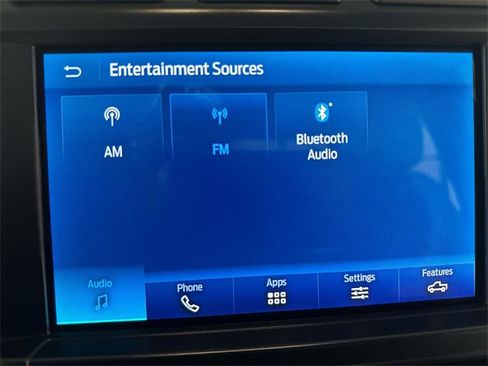 Entertainment Sources
AM
FM
Bluetooth
Audio
Audio
Phone
Apps
Settings
Features